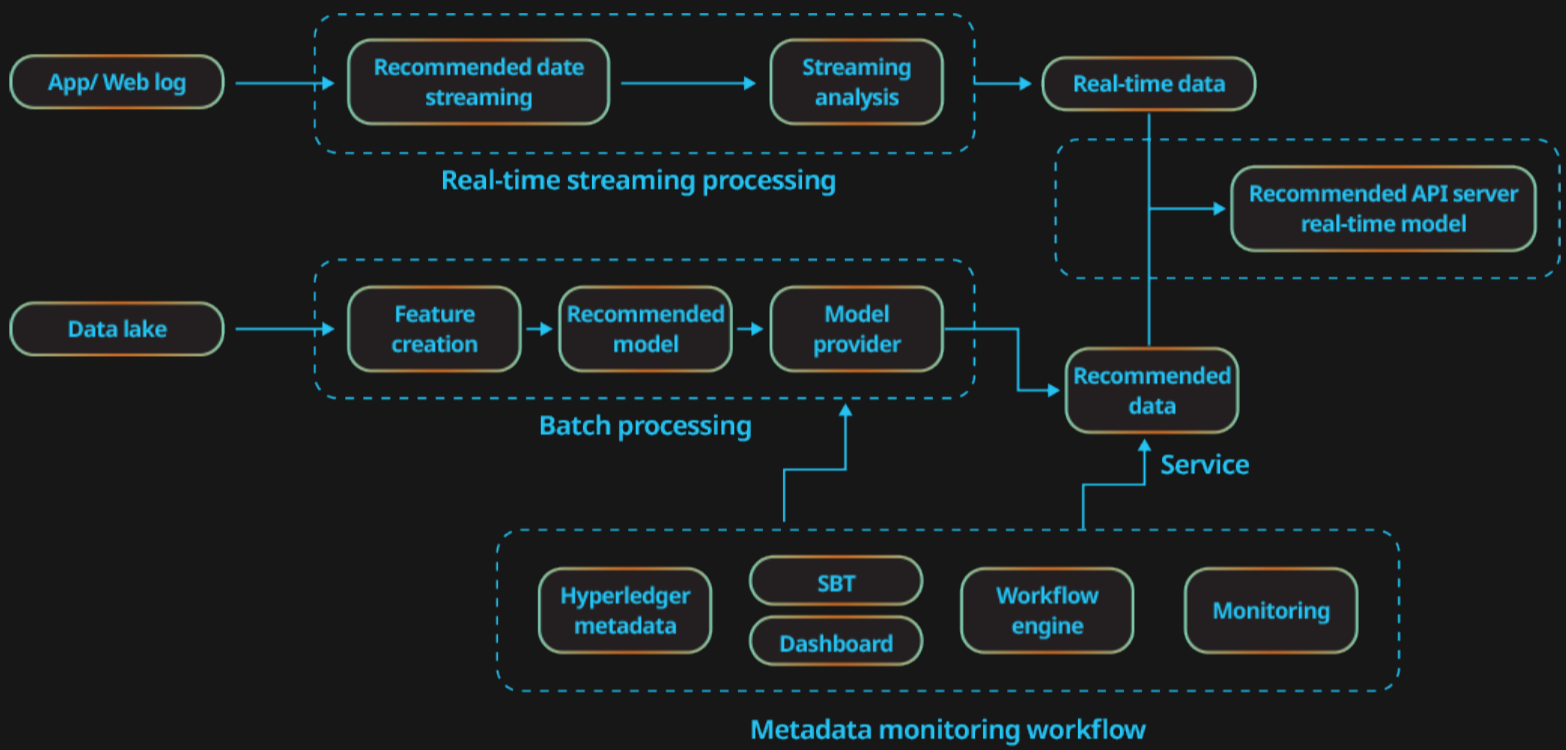 App/ Web log
Recommended date
streaming
Streaming
analysis
Real-time data
Real-time streaming processing
Recommended API server
real-time model
Data lake
Feature
creation
Recommended
model
Model
provider
Recommended
data
Batch processing
Service
Hyperledger
metadata
SBT
Dashboard
Workflow
engine
Monitoring
Metadata monitoring workflow